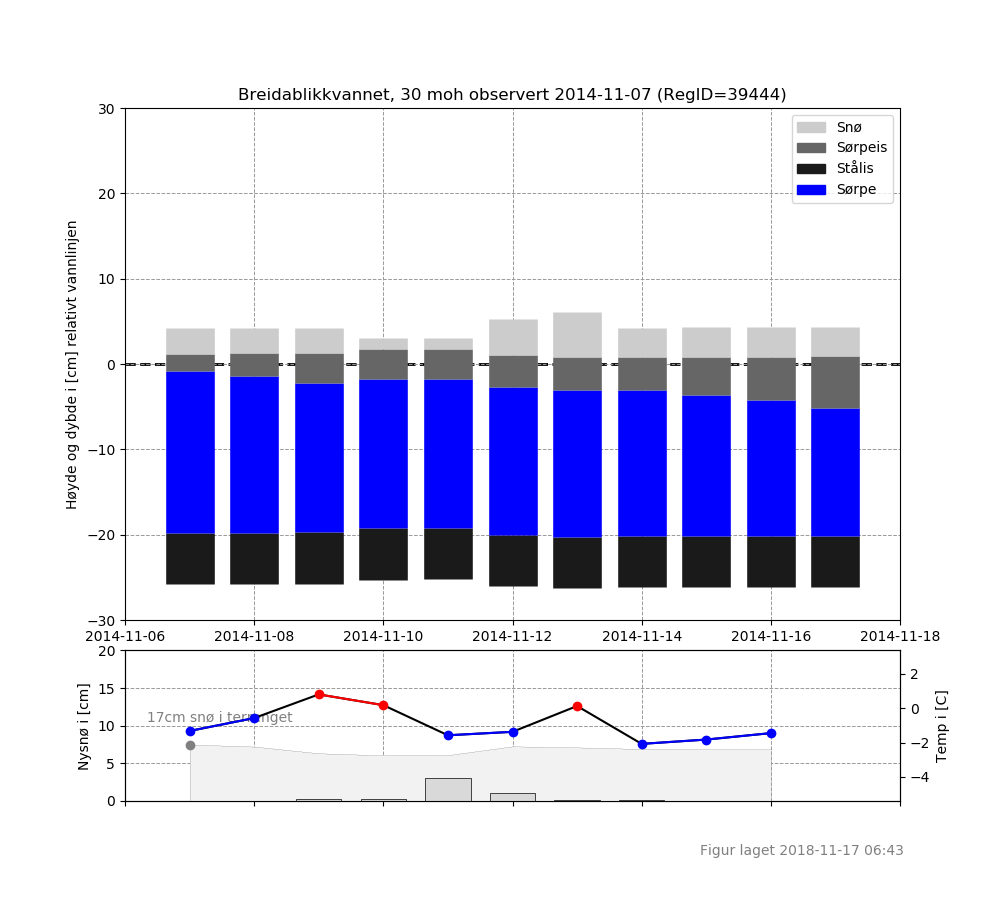 Breidablikkvannet, 30 moh observert 2014-11-07 (RegID=39444)
Høyde og dybde i [cm] relativt vannlinjen
30
20
10
0
−10
−20
−30
Snø
Sørpeis
Stålis
Sørpe
2014-11-06 2014-11-08 2014-11-10 2014-11-12 2014-11-14 2014-11-16 2014-11-18
Nysnø i [cm]
20
15
10
5
0
17cm snø i terrenget
2
0
−2
−4
Temp i [C]
Figur laget 2018-11-17 06:43